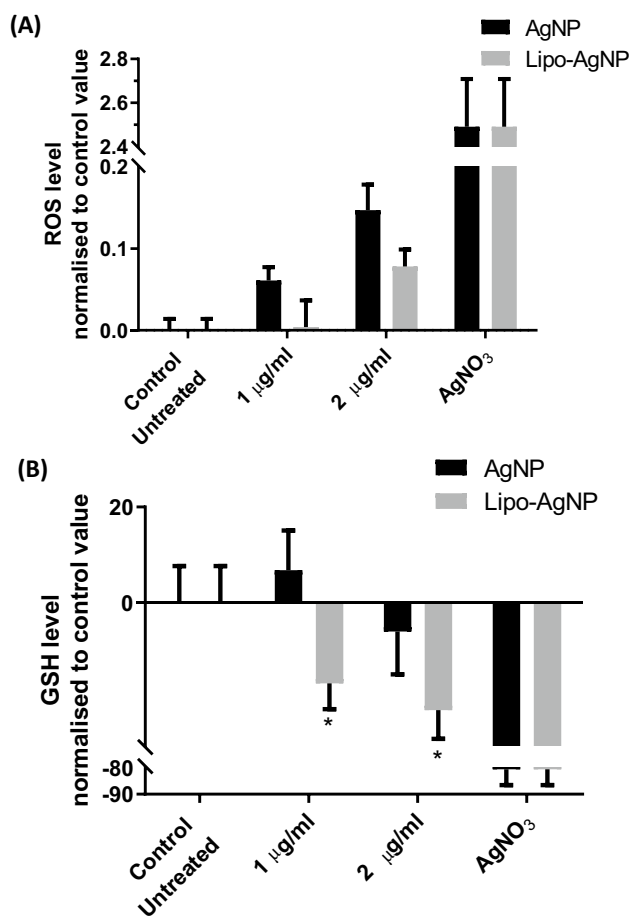 (A)
AgNP
Lipo-AgNP
ROS level
normalised to control value
2.8
2.6
2.4
0.2
0.1
0.0
Control
Untreated
1 μg/ml
2 μg/ml
AgNO₃
(B)
AgNP
Lipo-AgNP
GSH level
normalised to control value
20
0
-80
-90
*
*
Control
Untreated
1 μg/ml
2 μg/ml
AgNO₃